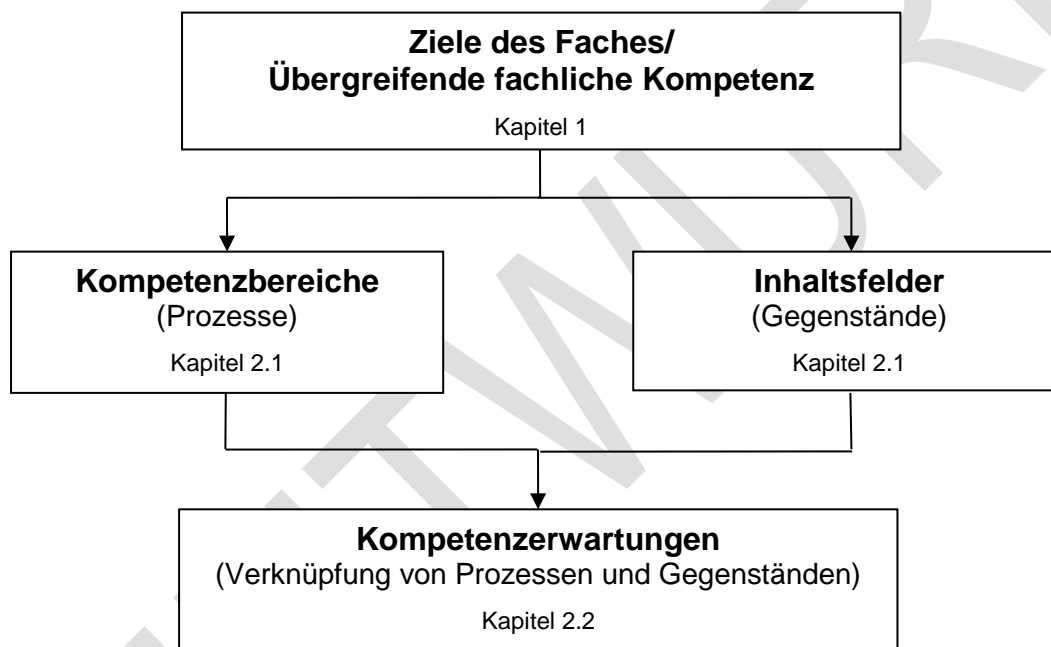 Ziele des Faches/
Übergreifende fachliche Kompetenz
Kapitel 1
Kompetenzbereiche
(Prozesse)
Kapitel 2.1
Inhaltsfelder
(Gegenstände)
Kapitel 2.1
Kompetenzerwartungen
(Verknüpfung von Prozessen und Gegenständen)
Kapitel 2.2